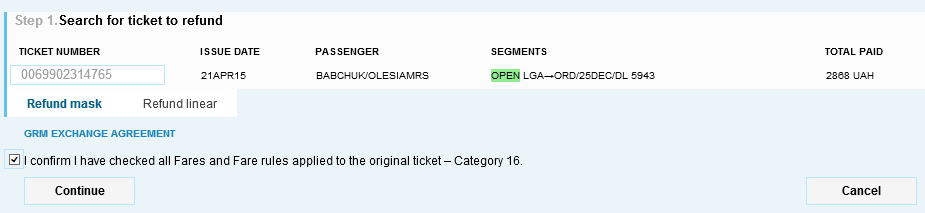 Step 1.Search for ticket to refund
TICKET NUMBER ISSUE DATE PASSENGER SEGMENTS TOTAL PAID
0069902314765 21APR15 BABCHUK/OLESIAMRS OPEN LGA→ORD/25DEC/DL 5943 2868 UAH
Refund mask Refund linear
GRM EXCHANGE AGREEMENT
I confirm I have checked all Fares and Fare rules applied to the original ticket – Category 16.
Continue Cancel